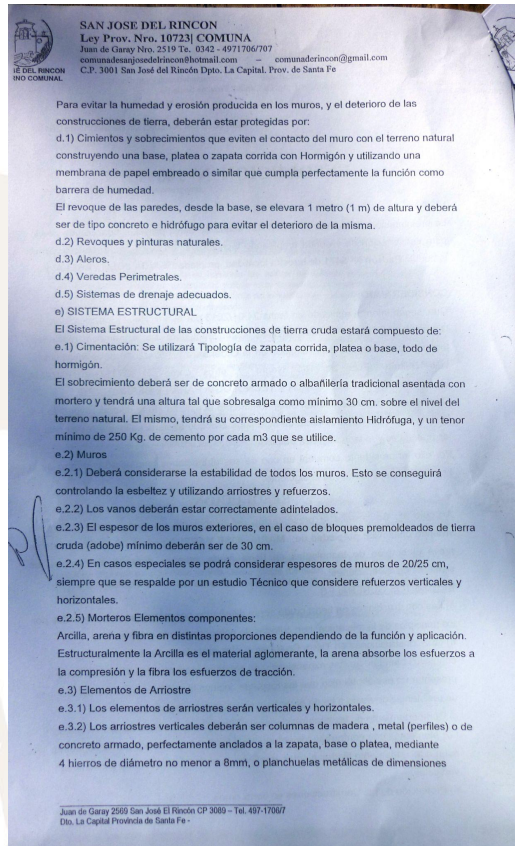 SAN JOSE DEL RINCON
Ley Prov. Nro. 10723| COMUNA
Juan de Garay Nro. 2519 Te. 0342 - 4971706/707
comunadesanjosedelrincon@hotmail.com – comunaderincon@gmail.com
C.P. 3001 San José del Rincón Dpto. La Capital. Prov. de Santa Fe
DEL RINCON
NO COMUNAL
Para evitar la humedad y erosión producida en los muros, y el deterioro de las
construcciones de tierra, deberán estar protegidas por:
d.1) Cimientos y sobrecimientos que eviten el contacto del muro con el terreno natural
construyendo una base, platea o zapata corrida con Hormigón y utilizando una
membrana de papel embreado o similar que cumpla perfectamente la función como
barrera de humedad.
El revoque de las paredes, desde la base, se elevara 1 metro (1 m) de altura y deberá
ser de tipo concreto e hidrófugo para evitar el deterioro de la misma.
d.2) Revoques y pinturas naturales.
d.3) Aleros.
d.4) Veredas Perimetrales.
d.5) Sistemas de drenaje adecuados.
e) SISTEMA ESTRUCTURAL
El Sistema Estructural de las construcciones de tierra cruda estará compuesto de:
e.1) Cimentación: Se utilizará Tipología de zapata corrida, platea o base, todo de
hormigón.
El sobrecimiento deberá ser de concreto armado o albañilería tradicional asentada con
mortero y tendrá una altura tal que sobresalga como mínimo 30 cm. sobre el nivel del
terreno natural. El mismo, tendrá su correspondiente aislamiento Hidrófuga, y un tenor
mínimo de 250 Kg. de cemento por cada m3 que se utilice.
e.2) Muros
e.2.1) Deberá considerarse la estabilidad de todos los muros. Esto se conseguirá
controlando la esbeltez y utilizando arriostres y refuerzos.
e.2.2) Los vanos deberán estar correctamente adintelados.
e.2.3) El espesor de los muros exteriores, en el caso de bloques premoldeados de tierra
cruda (adobe) mínimo deberán ser de 30 cm.
e.2.4) En casos especiales se podrá considerar espesores de muros de 20/25 cm,
siempre que se respalde por un estudio Técnico que considere refuerzos verticales y
horizontales.
e.2.5) Morteros Elementos componentes:
Arcilla, arena y fibra en distintas proporciones dependiendo de la función y aplicación.
Estructuralmente la Arcilla es el material aglomerante, la arena absorbe los esfuerzos a
la compresión y la fibra los esfuerzos de tracción.
e.3) Elementos de Arriostre
e.3.1) Los elementos de arriostres serán verticales y horizontales.
e.3.2) Los arriostres verticales deberán ser columnas de madera , metal (perfiles) o de
concreto armado, perfectamente anclados a la zapata, base o platea, mediante
4 hierros de diámetro no menor a 8mm, o planchuelas metálicas de dimensiones
Juan de Garay 2569 San José El Rincón CP 3089 – Tel. 497-1706/7
Dto. La Capital Provincia de Santa Fe -